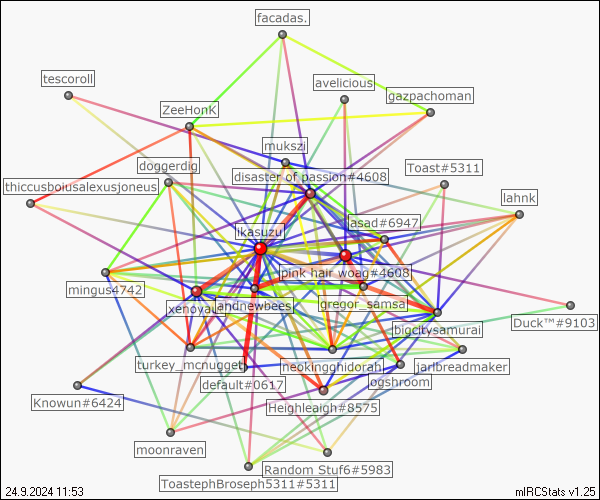 facadas.
tescoroll
avelicious
gazpachoman
ZeeHonK
mukszi
doggerdig
disaster of passion#4608
Toast#5311
thiccusboiusalexusjoneus
lahnk
asad#6947
ikasuzu
pink hair woag#4608
mingus4742
xenoyaur
andnewbees
gregor_samsa
bigcitysamurai
Duck™#9103
turkey_mcnugget
neokingghidorah
jarlbreadmaker
default#0617
ogshroom
Knowun#6424
Heighleigh#8575
moonraven
Random Stuf6#5983
ToastephBroseph5311#5311
24.9.2024 11:53
mIRCStats v1.25